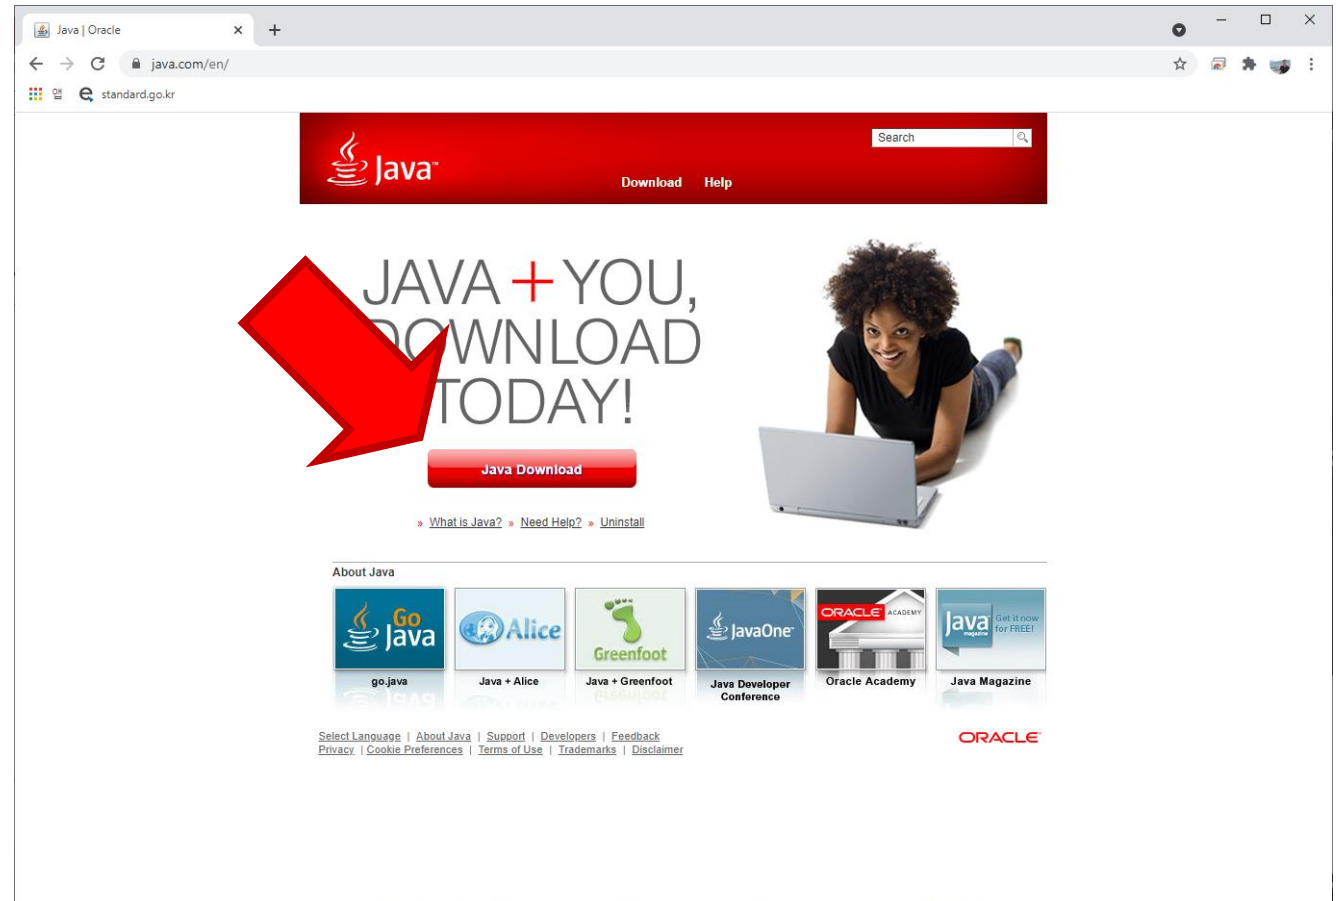 Java | Oracle
java.com/en/
앱 standard.go.kr
Search
Java™
Download Help
JAVA + YOU,
DOWNLOAD
TODAY!
Java Download
» What is Java? » Need Help? » Uninstall
About Java
Go
Java
Alice
Greenfoot
JavaOne™
ORACLE ACADEMY
Java
magazine
Get it now
for FREE!
go.java
Java + Alice
Java + Greenfoot
Java Developer
Conference
Oracle Academy
Java Magazine
Select Language | About Java | Support | Developers | Feedback
Privacy | Cookie Preferences | Terms of Use | Trademarks | Disclaimer
ORACLE